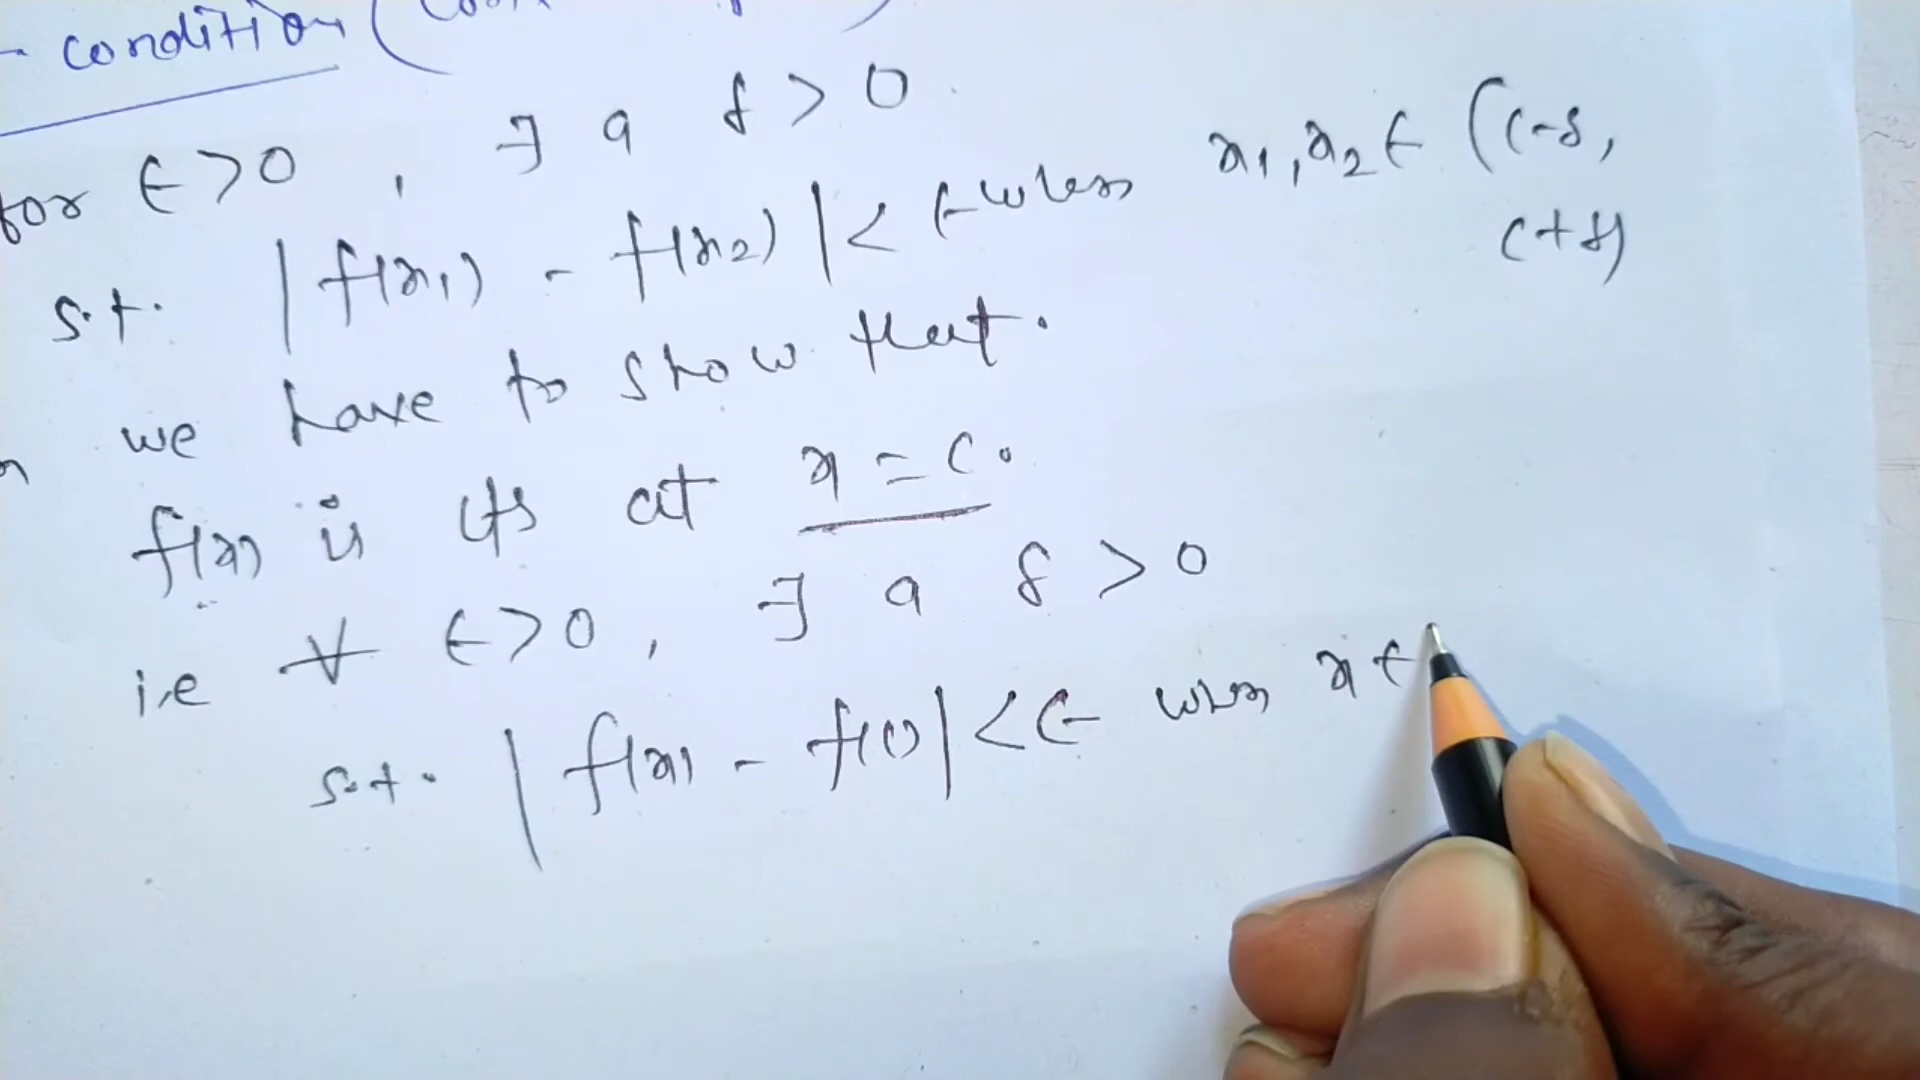 - condition (
for ϵ>0 , ∃ a δ > 0
s.t. | f(x1) - f(x2) | < ϵ when x1, x2 ϵ (c-δ,
c+δ)
we have to show that.
f(x) is cts at x = c.
i.e ∀ ϵ>0 , ∃ a δ > 0
s.t. | f(x) - f(c) | < ϵ when x ϵ